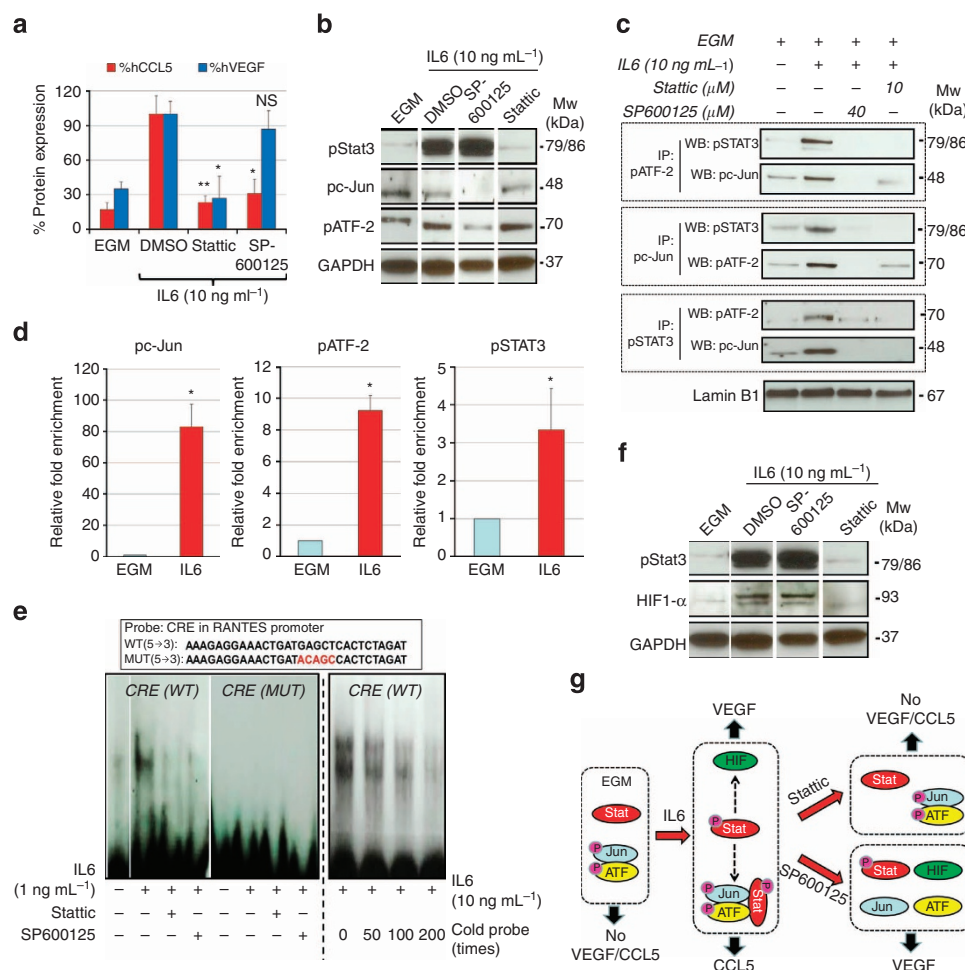 a
%hCCL5 %hVEGF
% Protein expression
120
90
60
30
0
** * * NS
EGM DMSO Stattic SP-600125
IL6 (10 ng ml–1)
b
IL6 (10 ng mL–1)
EGM DMSO SP-600125 Stattic
Mw (kDa)
pStat3 79/86
pc-Jun 48
pATF-2 70
GAPDH 37
c
EGM + + + +
IL6 (10 ng mL–1) – + + +
Stattic (μM) – – – 10
SP600125 (μM) – – 40 –
Mw (kDa)
IP: pATF-2
WB: pSTAT3 79/86
WB: pc-Jun 48
IP: pc-Jun
WB: pSTAT3 79/86
WB: pATF-2 70
IP: pSTAT3
WB: pATF-2 70
WB: pc-Jun 48
Lamin B1 67
d
pc-Jun
Relative fold enrichment
120
100
80
60
40
20
0
*
EGM IL6
pATF-2
Relative fold enrichment
14
12
10
8
6
4
2
0
*
EGM IL6
pSTAT3
Relative fold enrichment
5
4
3
2
1
0
*
EGM IL6
e
Probe: CRE in RANTES promoter
WT(5→3): AAAGAGGAAACTGATGAGCTCACTCTAGAT
MUT(5→3): AAAGAGGAAACTGATACAGCCACTCTAGAT
CRE (WT) CRE (MUT) CRE (WT)
IL6 (1 ng mL–1) – + + + – + + +
Stattic – – + – – – + –
SP600125 – – – + – – – +
+ + + + IL6 (10 ng mL–1)
0 50 100 200 Cold probe (times)
f
IL6 (10 ng mL–1)
EGM DMSO SP-600125 Stattic
Mw (kDa)
pStat3 79/86
HIF1-α 93
GAPDH 37
g
EGM
Stat
P Jun
P ATF
No VEGF/CCL5
IL6
VEGF
HIF
P Stat
P Jun
P ATF
P Stat
CCL5
Stattic
No VEGF/CCL5
Stat
P Jun
P ATF
SP600125
P Stat HIF
Jun ATF
VEGF